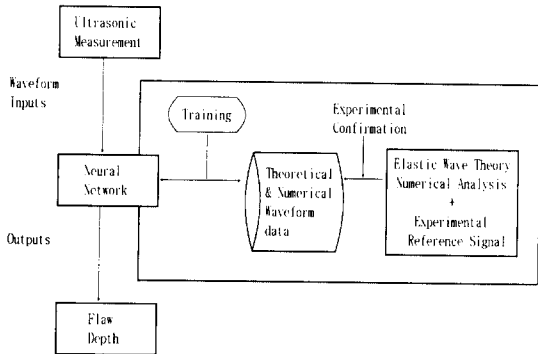 Ultrasonic
Measurement
Waveform
Inputs
Training
Experimental
Confirmation
Neural
Network
Theoretical
& Numerical
Waveform
data
Elastic Wave Theory
Numerical Analysis
+
Experimental
Reference Signal
Outputs
Flaw
Depth